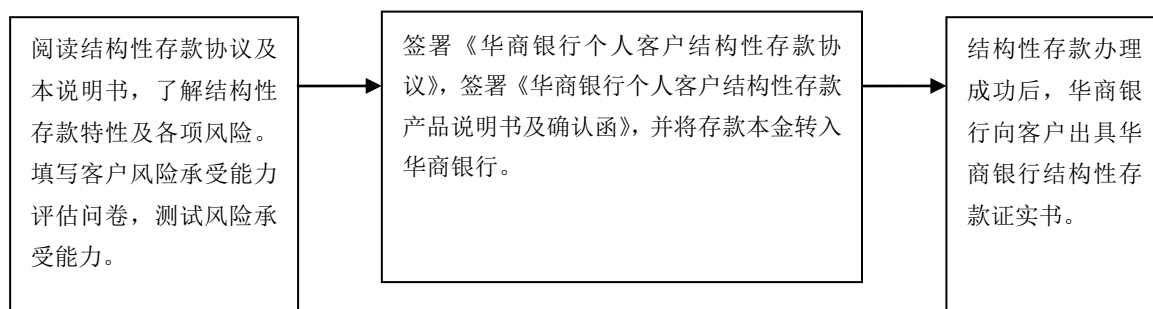 阅读结构性存款协议及
本说明书，了解结构性
存款特性及各项风险。
填写客户风险承受能力
评估问卷，测试风险承
受能力。
签署《华商银行个人客户结构性存款协
议》，签署《华商银行个人客户结构性存款
产品说明书及确认函》，并将存款本金转入
华商银行。
结构性存款办理
成功后，华商银
行向客户出具华
商银行结构性存
款证实书。